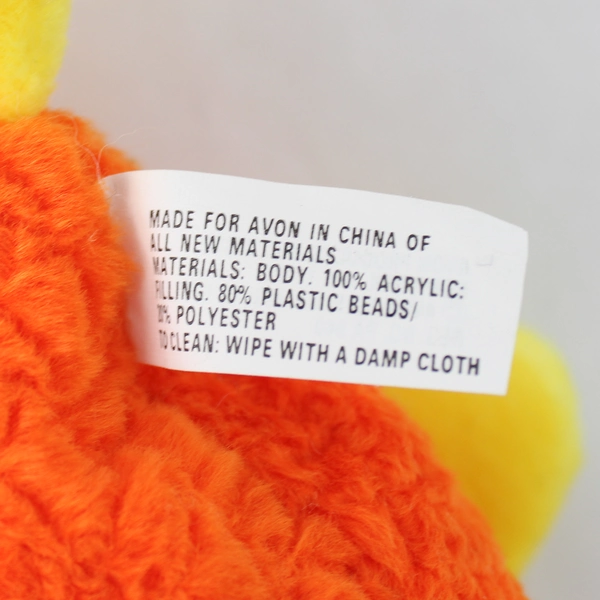 MADE FOR AVON IN CHINA OF
ALL NEW MATERIALS
MATERIALS: BODY. 100% ACRYLIC:
FILLING. 80% PLASTIC BEADS/
20% POLYESTER
TO CLEAN: WIPE WITH A DAMP CLOTH